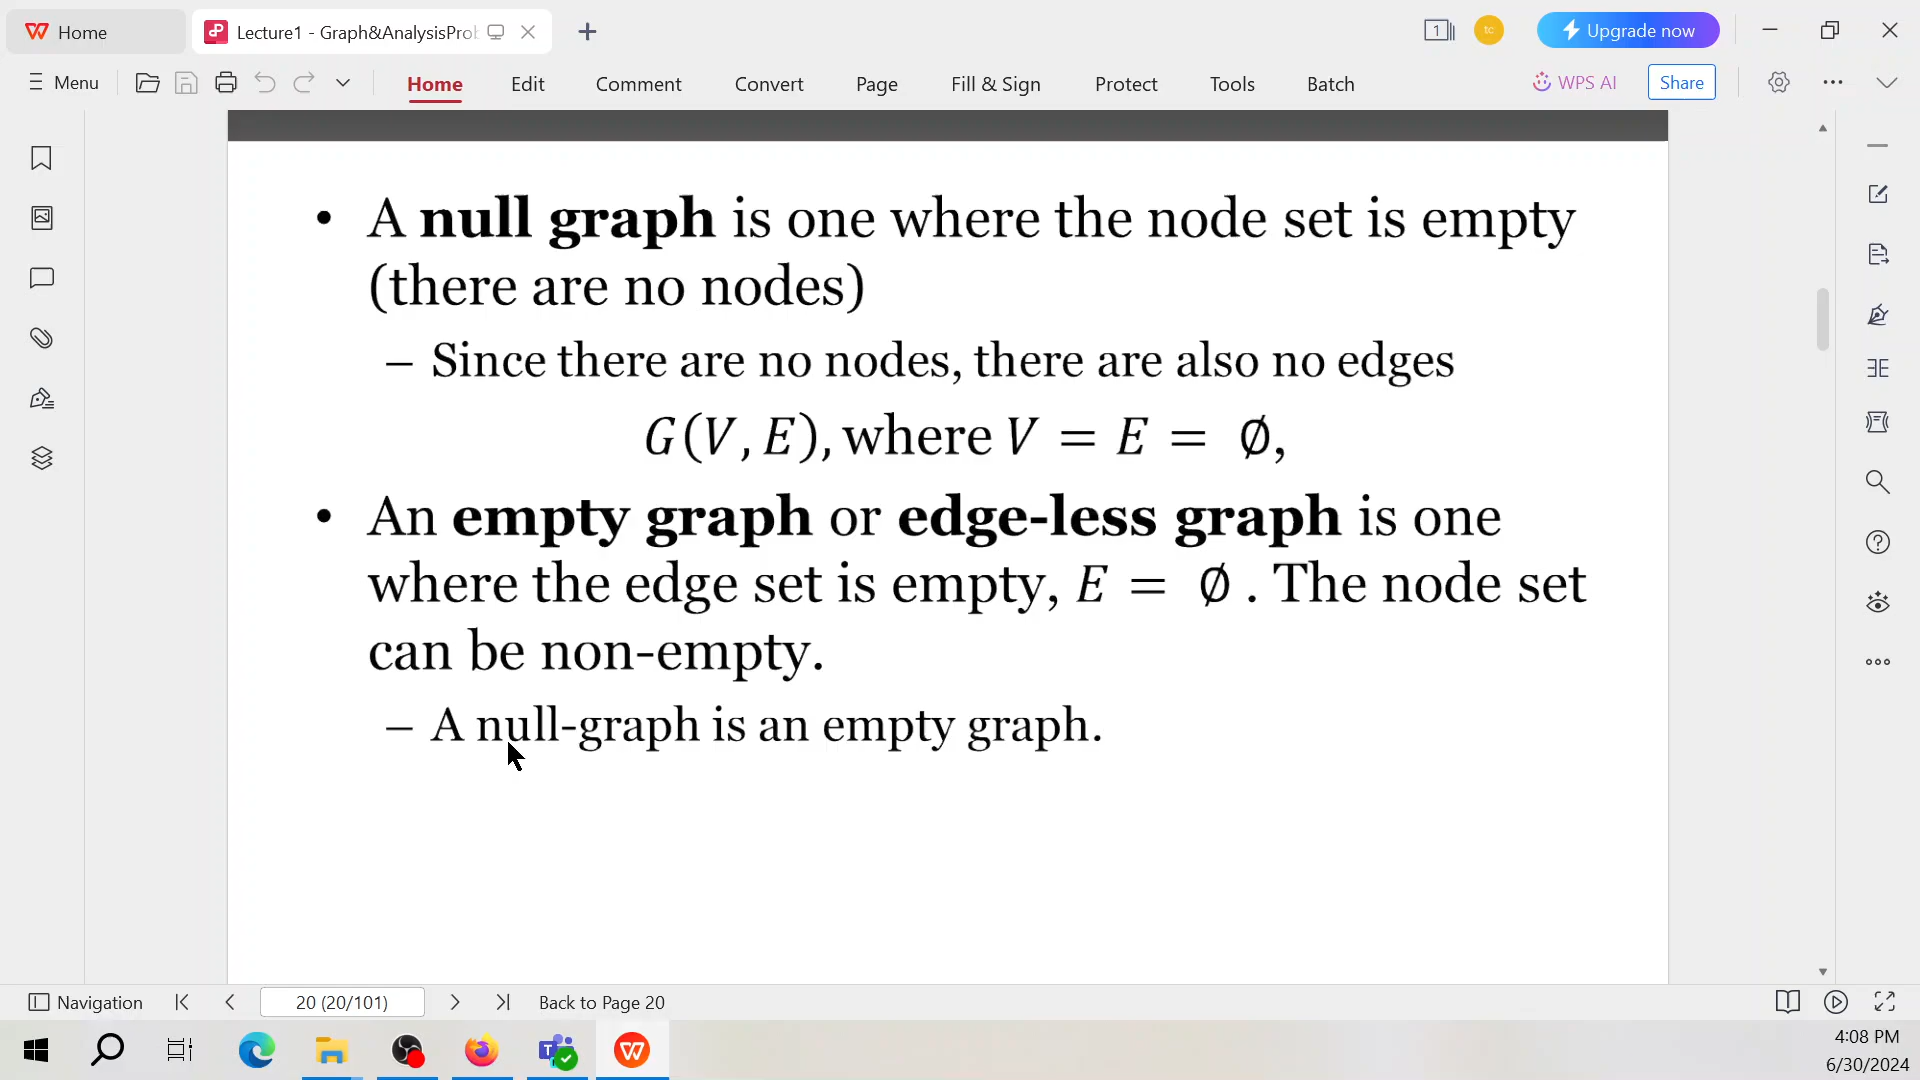 Home
Lecture1 - Graph&AnalysisProb
1
tc
Upgrade now
Menu
Home Edit Comment Convert Page Fill & Sign Protect Tools Batch
WPS AI
Share
• A null graph is one where the node set is empty
(there are no nodes)
– Since there are no nodes, there are also no edges
G(V, E), where V = E = ∅,
• An empty graph or edge-less graph is one
where the edge set is empty, E = ∅ . The node set
can be non-empty.
– A null-graph is an empty graph.
Navigation
20 (20/101)
Back to Page 20
4:08 PM
6/30/2024